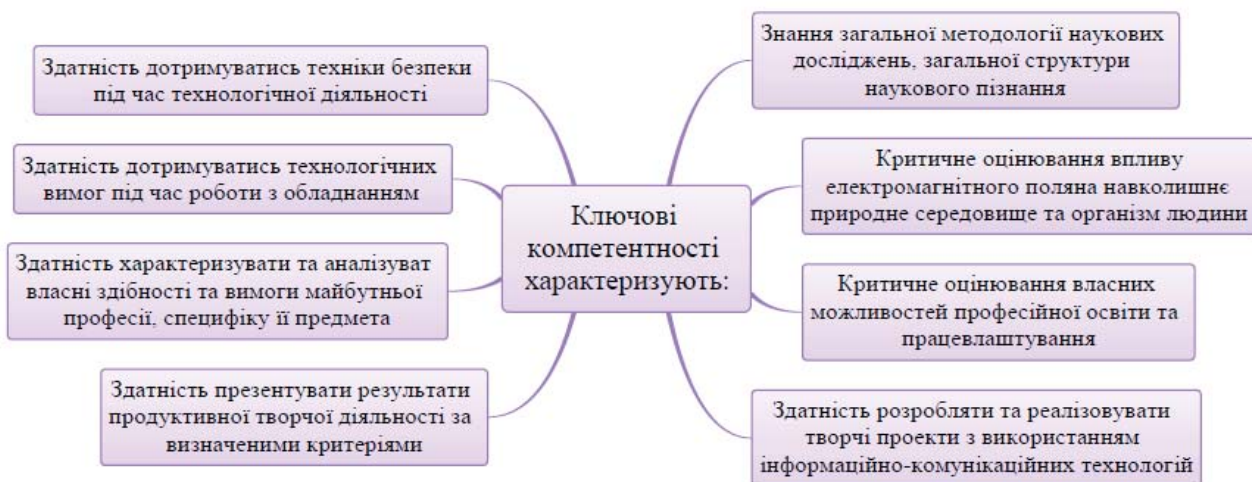 Здатність дотримуватись техніки безпеки
під час технологічної діяльності
Здатність дотримуватись технологічних
вимог під час роботи з обладнанням
Здатність характеризувати та аналізуват
власні здібності та вимоги майбутньої
професії, специфіку її предмета
Здатність презентувати результати
продуктивної творчої діяльності за
визначеними критеріями
Ключові
компетентності
характеризують:
Знання загальної методології наукових
досліджень, загальної структури
наукового пізнання
Критичне оцінювання впливу
електромагнітного поляна навколишнє
природне середовище та організм людини
Критичне оцінювання власних
можливостей професійної освіти та
працевлаштування
Здатність розробляти та реалізовувати
творчі проекти з використанням
інформаційно-комунікаційних технологій